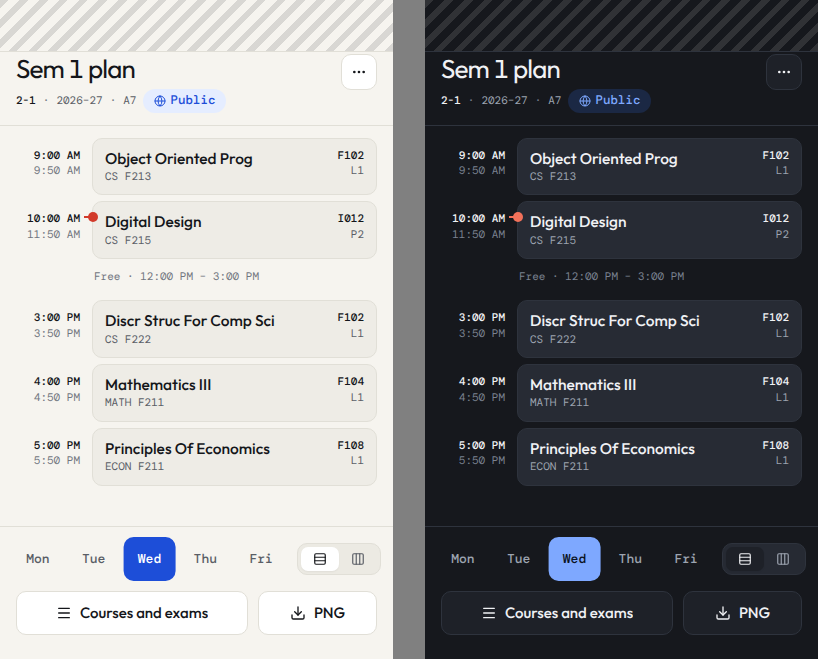 Sem 1 plan
2-1 · 2026-27 · A7 Public
9:00 AM Object Oriented Prog F102
9:50 AM CS F213 L1
10:00 AM Digital Design I012
11:50 AM CS F215 P2
Free · 12:00 PM – 3:00 PM
3:00 PM Discr Struc For Comp Sci F102
3:50 PM CS F222 L1
4:00 PM Mathematics III F104
4:50 PM MATH F211 L1
5:00 PM Principles Of Economics F108
5:50 PM ECON F211 L1
Mon Tue Wed Thu Fri
Courses and exams PNG
Sem 1 plan
2-1 · 2026-27 · A7 Public
9:00 AM Object Oriented Prog F102
9:50 AM CS F213 L1
10:00 AM Digital Design I012
11:50 AM CS F215 P2
Free · 12:00 PM – 3:00 PM
3:00 PM Discr Struc For Comp Sci F102
3:50 PM CS F222 L1
4:00 PM Mathematics III F104
4:50 PM MATH F211 L1
5:00 PM Principles Of Economics F108
5:50 PM ECON F211 L1
Mon Tue Wed Thu Fri
Courses and exams PNG